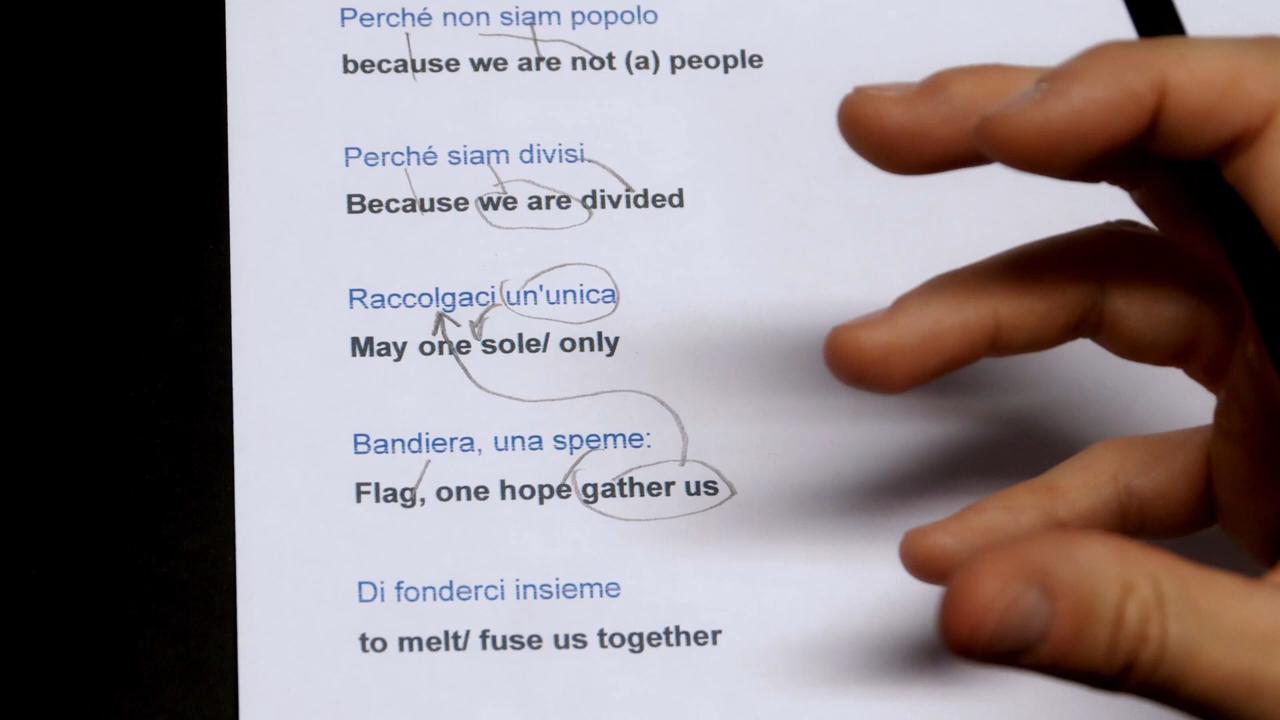 Perché non siam popolo
because we are not (a) people
Perché siam divisi
Because we are divided
Raccolgaci un'unica
May one sole/ only
Bandiera, una speme:
Flag, one hope gather us
Di fonderci insieme
to melt/ fuse us together